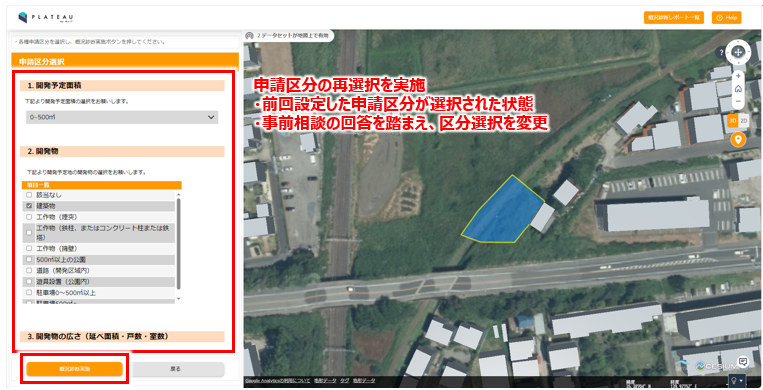 PLATEAU
by MLIT
概況診断レポート一覧
Help
・各種申請区分を選択し、概況診断実施ボタンを押してください。
申請区分選択
1. 開発予定面積
下記より開発予定面積の選択をお願いします。
0~500㎡
2. 開発物
下記より開発予定地の開発物の選択をお願いします。
項目一覧
該当なし
建築物
工作物（煙突）
工作物（鉄柱、またはコンクリート柱または鉄
塔）
工作物（擁壁）
500㎡以上の公園
道路（開発区域内）
遊具設置（公園内）
駐車場0～500㎡以上
3. 開発物の広さ（延べ面積・戸数・室数）
概況診断実施
戻る
2 データセットが地図上で有効
申請区分の再選択を実施
・前回設定した申請区分が選択された状態
・事前相談の回答を踏まえ、区分選択を変更
?
3D
2D
Google Analyticsの利用について
地形データ
タグ
地形データ
CESIUM